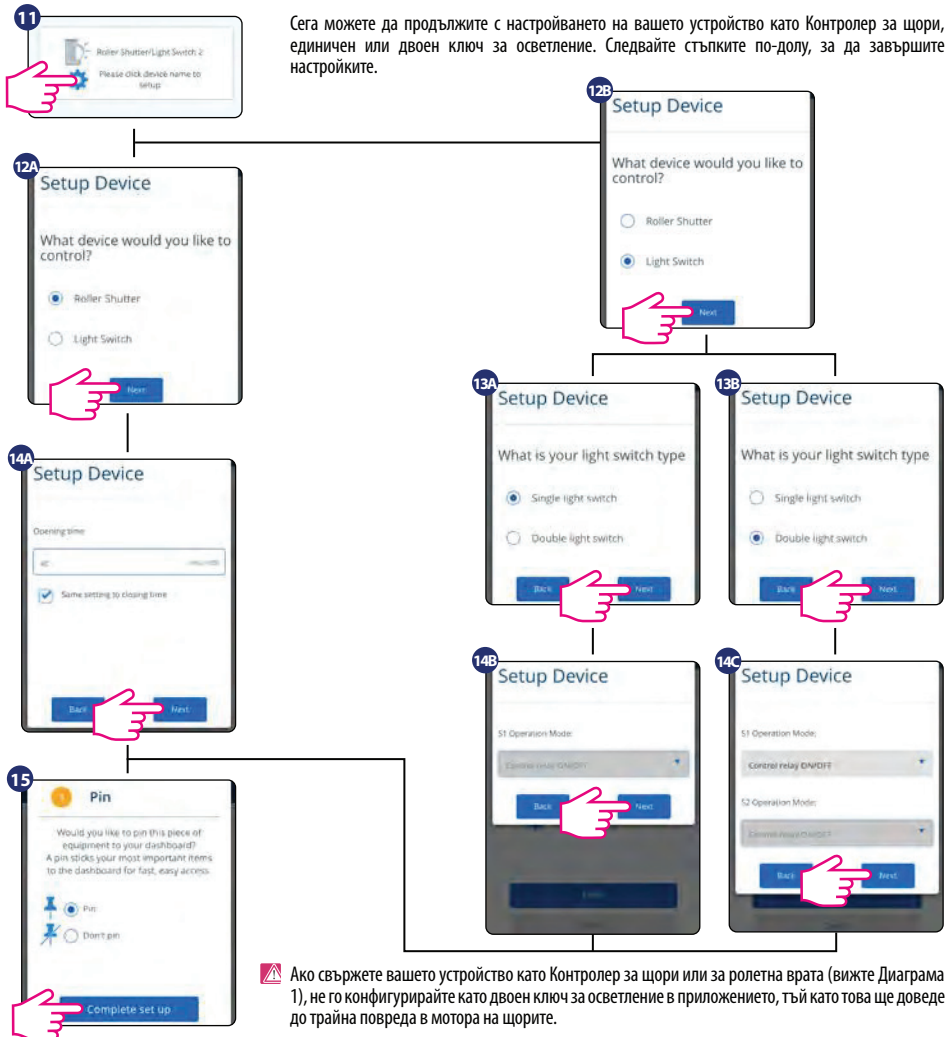 11
Roller Shutter/Light Switch 2
Please click device name to
setup
Сега можете да продължите с настройването на вашето устройство като Контролер за щори,
единичен или двоен ключ за осветление. Следвайте стъпките по-долу, за да завършите
настройките.
12B
Setup Device
What device would you like to
control?
Roller Shutter
Light Switch
Next
12A
Setup Device
What device would you like to
control?
Roller Shutter
Light Switch
Next
13A
Setup Device
What is your light switch type
Single light switch
Double light switch
Back
Next
13B
Setup Device
What is your light switch type
Single light switch
Double light switch
Back
Next
14A
Setup Device
Opening time
Same setting to closing time
Back
Next
14B
Setup Device
S1 Operation Mode:
Control relay ON/OFF
Back
Next
14C
Setup Device
S1 Operation Mode:
Control relay ON/OFF
S2 Operation Mode:
Control relay ON/OFF
Back
Next
15
Pin
Would you like to pin this piece of
equipment to your dashboard?
A pin sticks your most important items
to the dashboard for fast, easy access.
Pin
Don't pin
Complete set up
Ако свържете вашето устройство като Контролер за щори или за ролетна врата (вижте Диаграма
1), не го конфигурирайте като двоен ключ за осветление в приложението, тъй като това ще доведе
до трайна повреда в мотора на щорите.